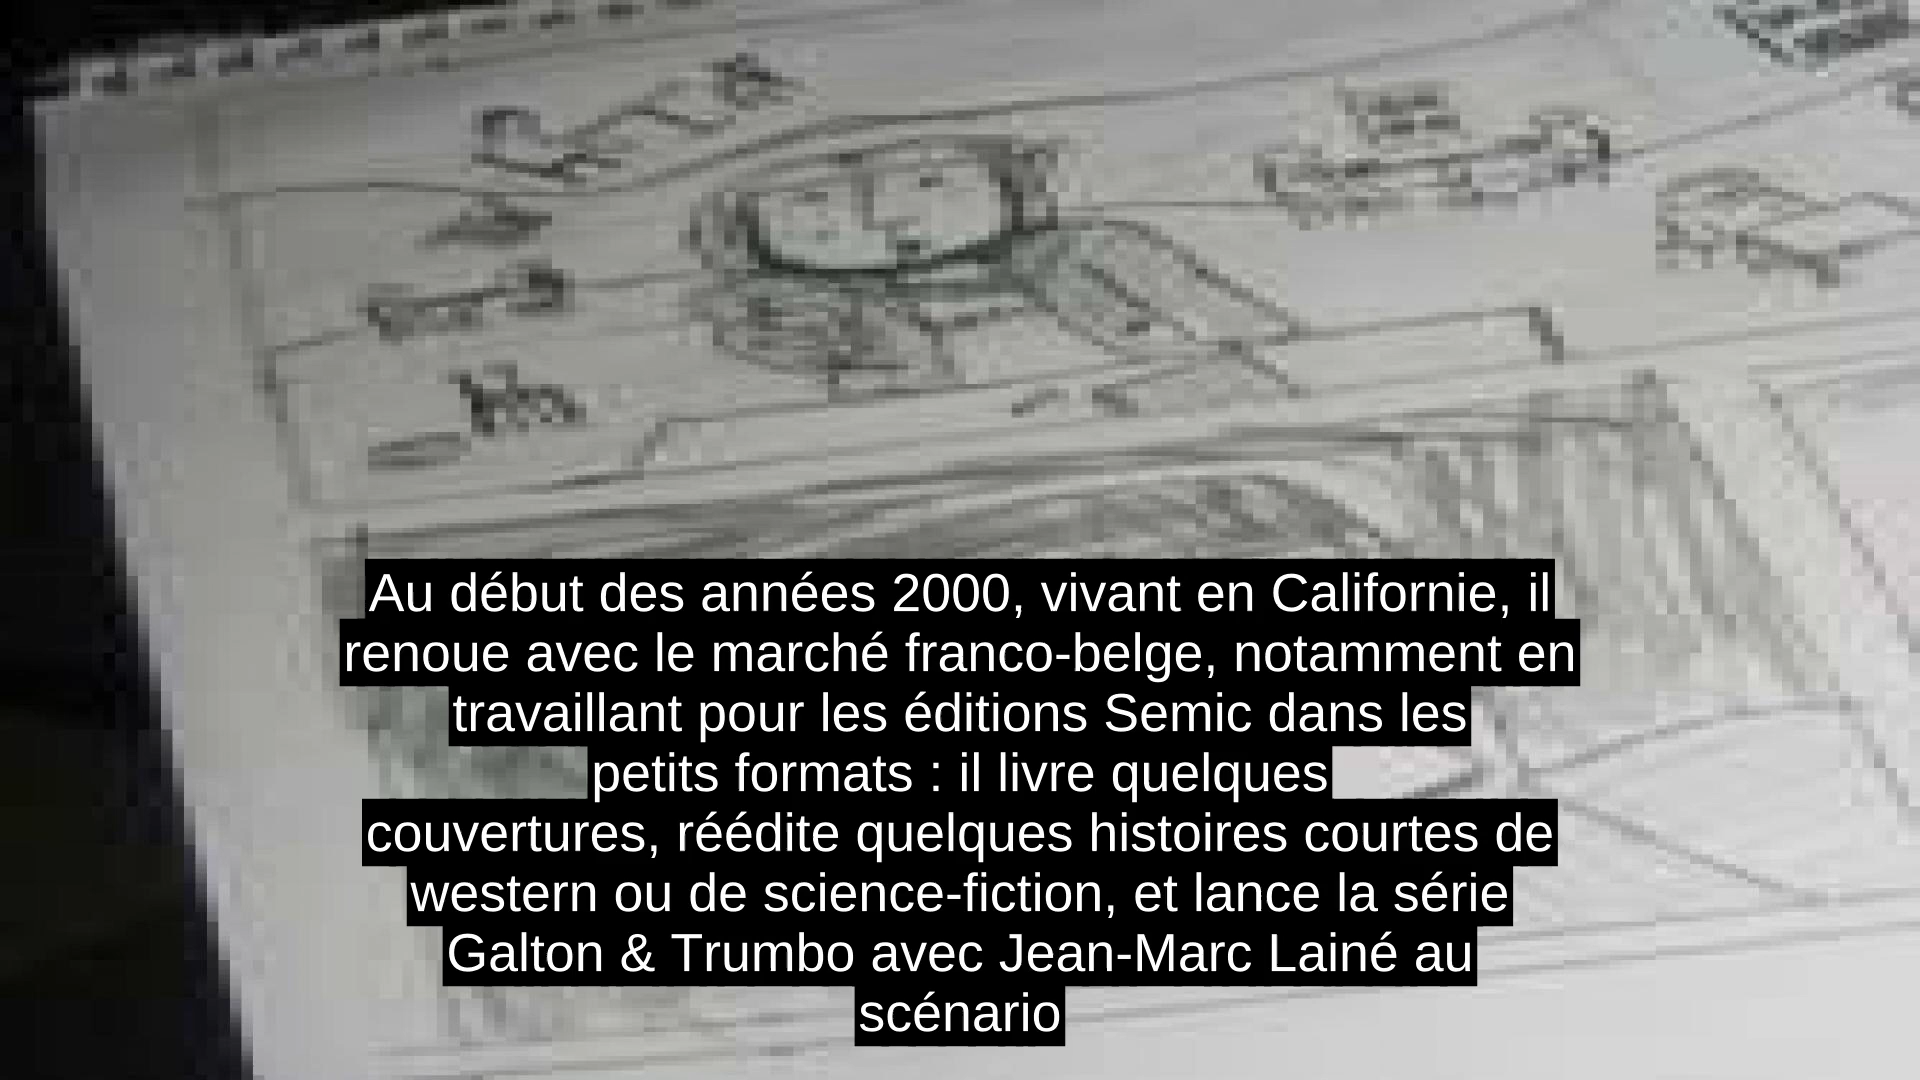 Au début des années 2000, vivant en Californie, il
renoue avec le marché franco-belge, notamment en
travaillant pour les éditions Semic dans les
petits formats : il livre quelques
couvertures, réédite quelques histoires courtes de
western ou de science-fiction, et lance la série
Galton & Trumbo avec Jean-Marc Lainé au
scénario